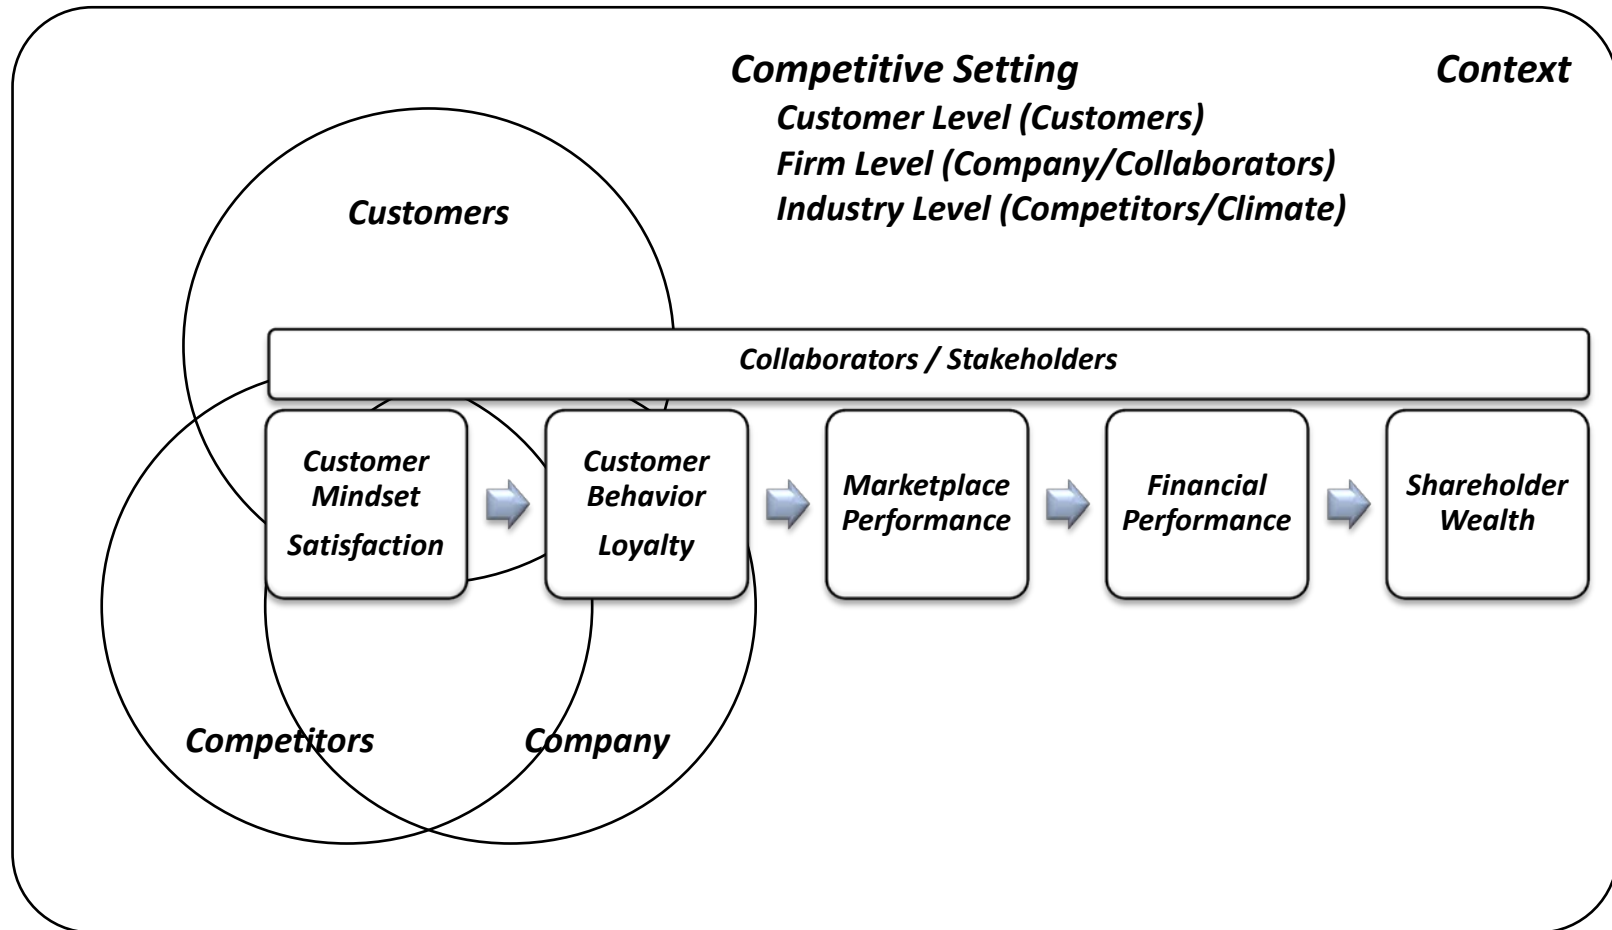 Competitive Setting
Context
Customer Level (Customers)
Firm Level (Company/Collaborators)
Industry Level (Competitors/Climate)
Customers
Collaborators / Stakeholders
Customer
Mindset
Satisfaction
Customer
Behavior
Loyalty
Marketplace
Performance
Financial
Performance
Shareholder
Wealth
Competitors
Company